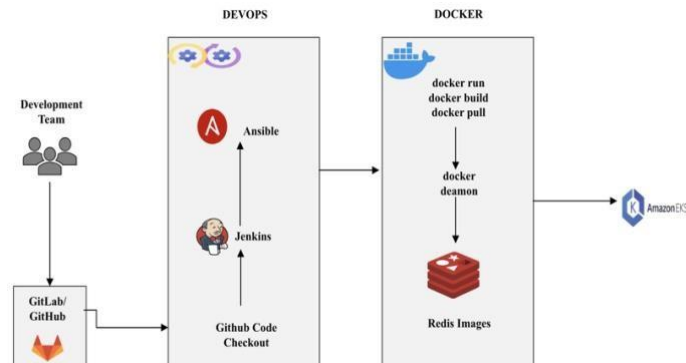 DEVOPS
DOCKER
Development
Team
Ansible
Jenkins
Github Code
Checkout
GitLab/
GitHub
docker run
docker build
docker pull
docker
deamon
Redis Images
K
Amazon EKS